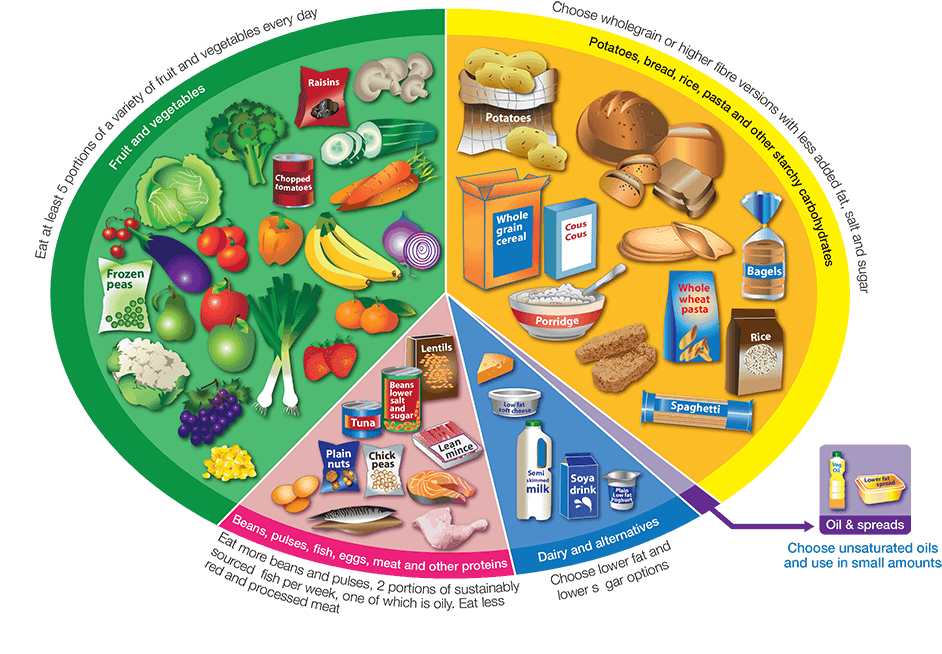 Eat at least 5 portions of a variety of fruit and vegetables every day
Fruit and vegetables
Raisins
Chopped
tomatoes
Frozen
peas
Choose wholegrain or higher fibre versions with less added fat, salt and sugar
Potatoes, bread, rice, pasta and other starchy carbohydrates
Potatoes
Whole
grain
cereal
Cous
Cous
Bagels
Whole
wheat
pasta
Porridge
Rice
Spaghetti
Lentils
Beans
lower
salt
and
sugar
Tuna
Lean
mince
Plain
nuts
Chick
peas
Beans, pulses, fish, eggs, meat and other proteins
Eat more beans and pulses, 2 portions of sustainably
sourced fish per week, one of which is oily. Eat less
red and processed meat
Low fat
soft cheese
Semi
skimmed
milk
Soya
drink
Plain
Low fat
yoghurt
Dairy and alternatives
Choose lower fat and
lower s gar options
Veg
Oil
Lower fat
spread
Oil & spreads
Choose unsaturated oils
and use in small amounts